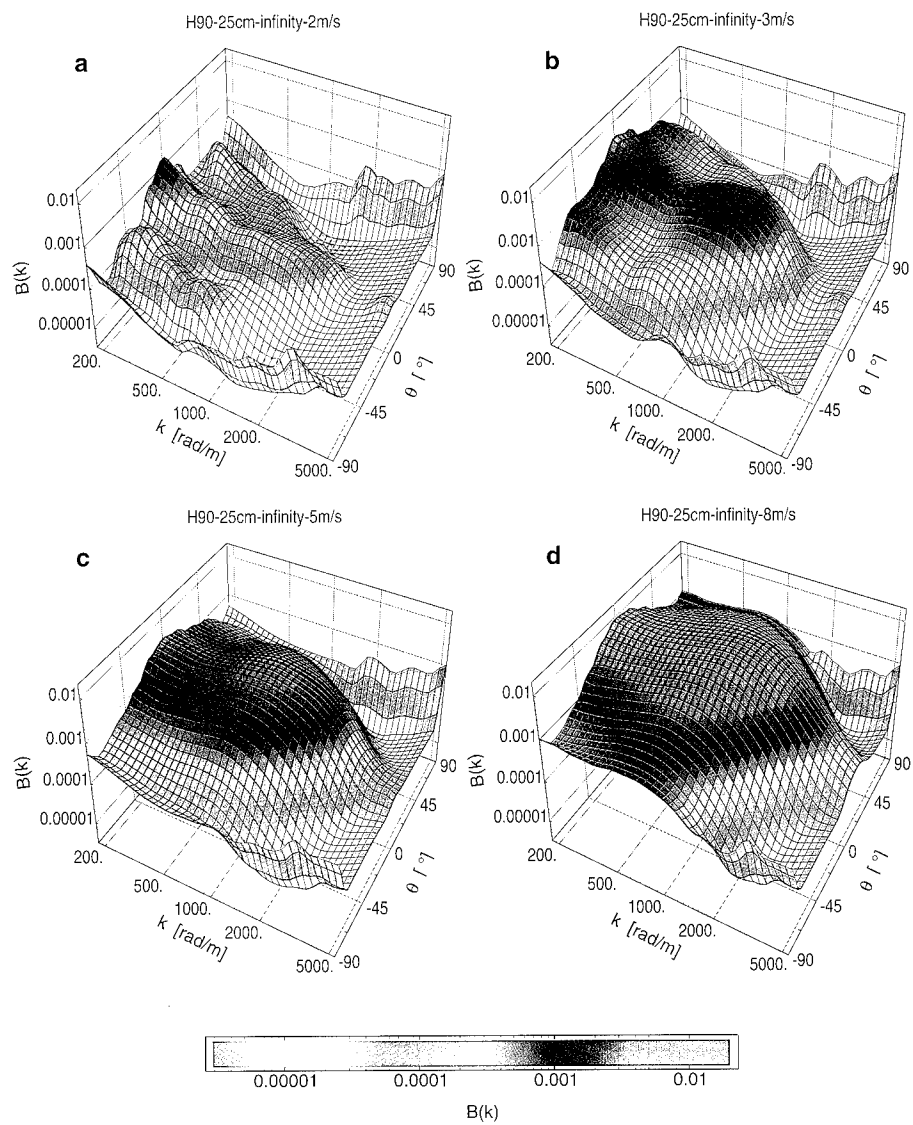 H90-25cm-infinity-2m/s
a
0.01
0.001
0.0001
0.00001
B(k)
200.
500.
1000.
2000.
5000.
k [rad/m]
90
45
0
-45
-90
θ [°]
H90-25cm-infinity-3m/s
b
0.01
0.001
0.0001
0.00001
B(k)
200.
500.
1000.
2000.
5000.
k [rad/m]
90
45
0
-45
-90
θ [°]
H90-25cm-infinity-5m/s
c
0.01
0.001
0.0001
0.00001
B(k)
200.
500.
1000.
2000.
5000.
k [rad/m]
90
45
0
-45
-90
θ [°]
H90-25cm-infinity-8m/s
d
0.01
0.001
0.0001
0.00001
B(k)
200.
500.
1000.
2000.
5000.
k [rad/m]
90
45
0
-45
-90
θ [°]
0.00001 0.0001 0.001 0.01
B(k)